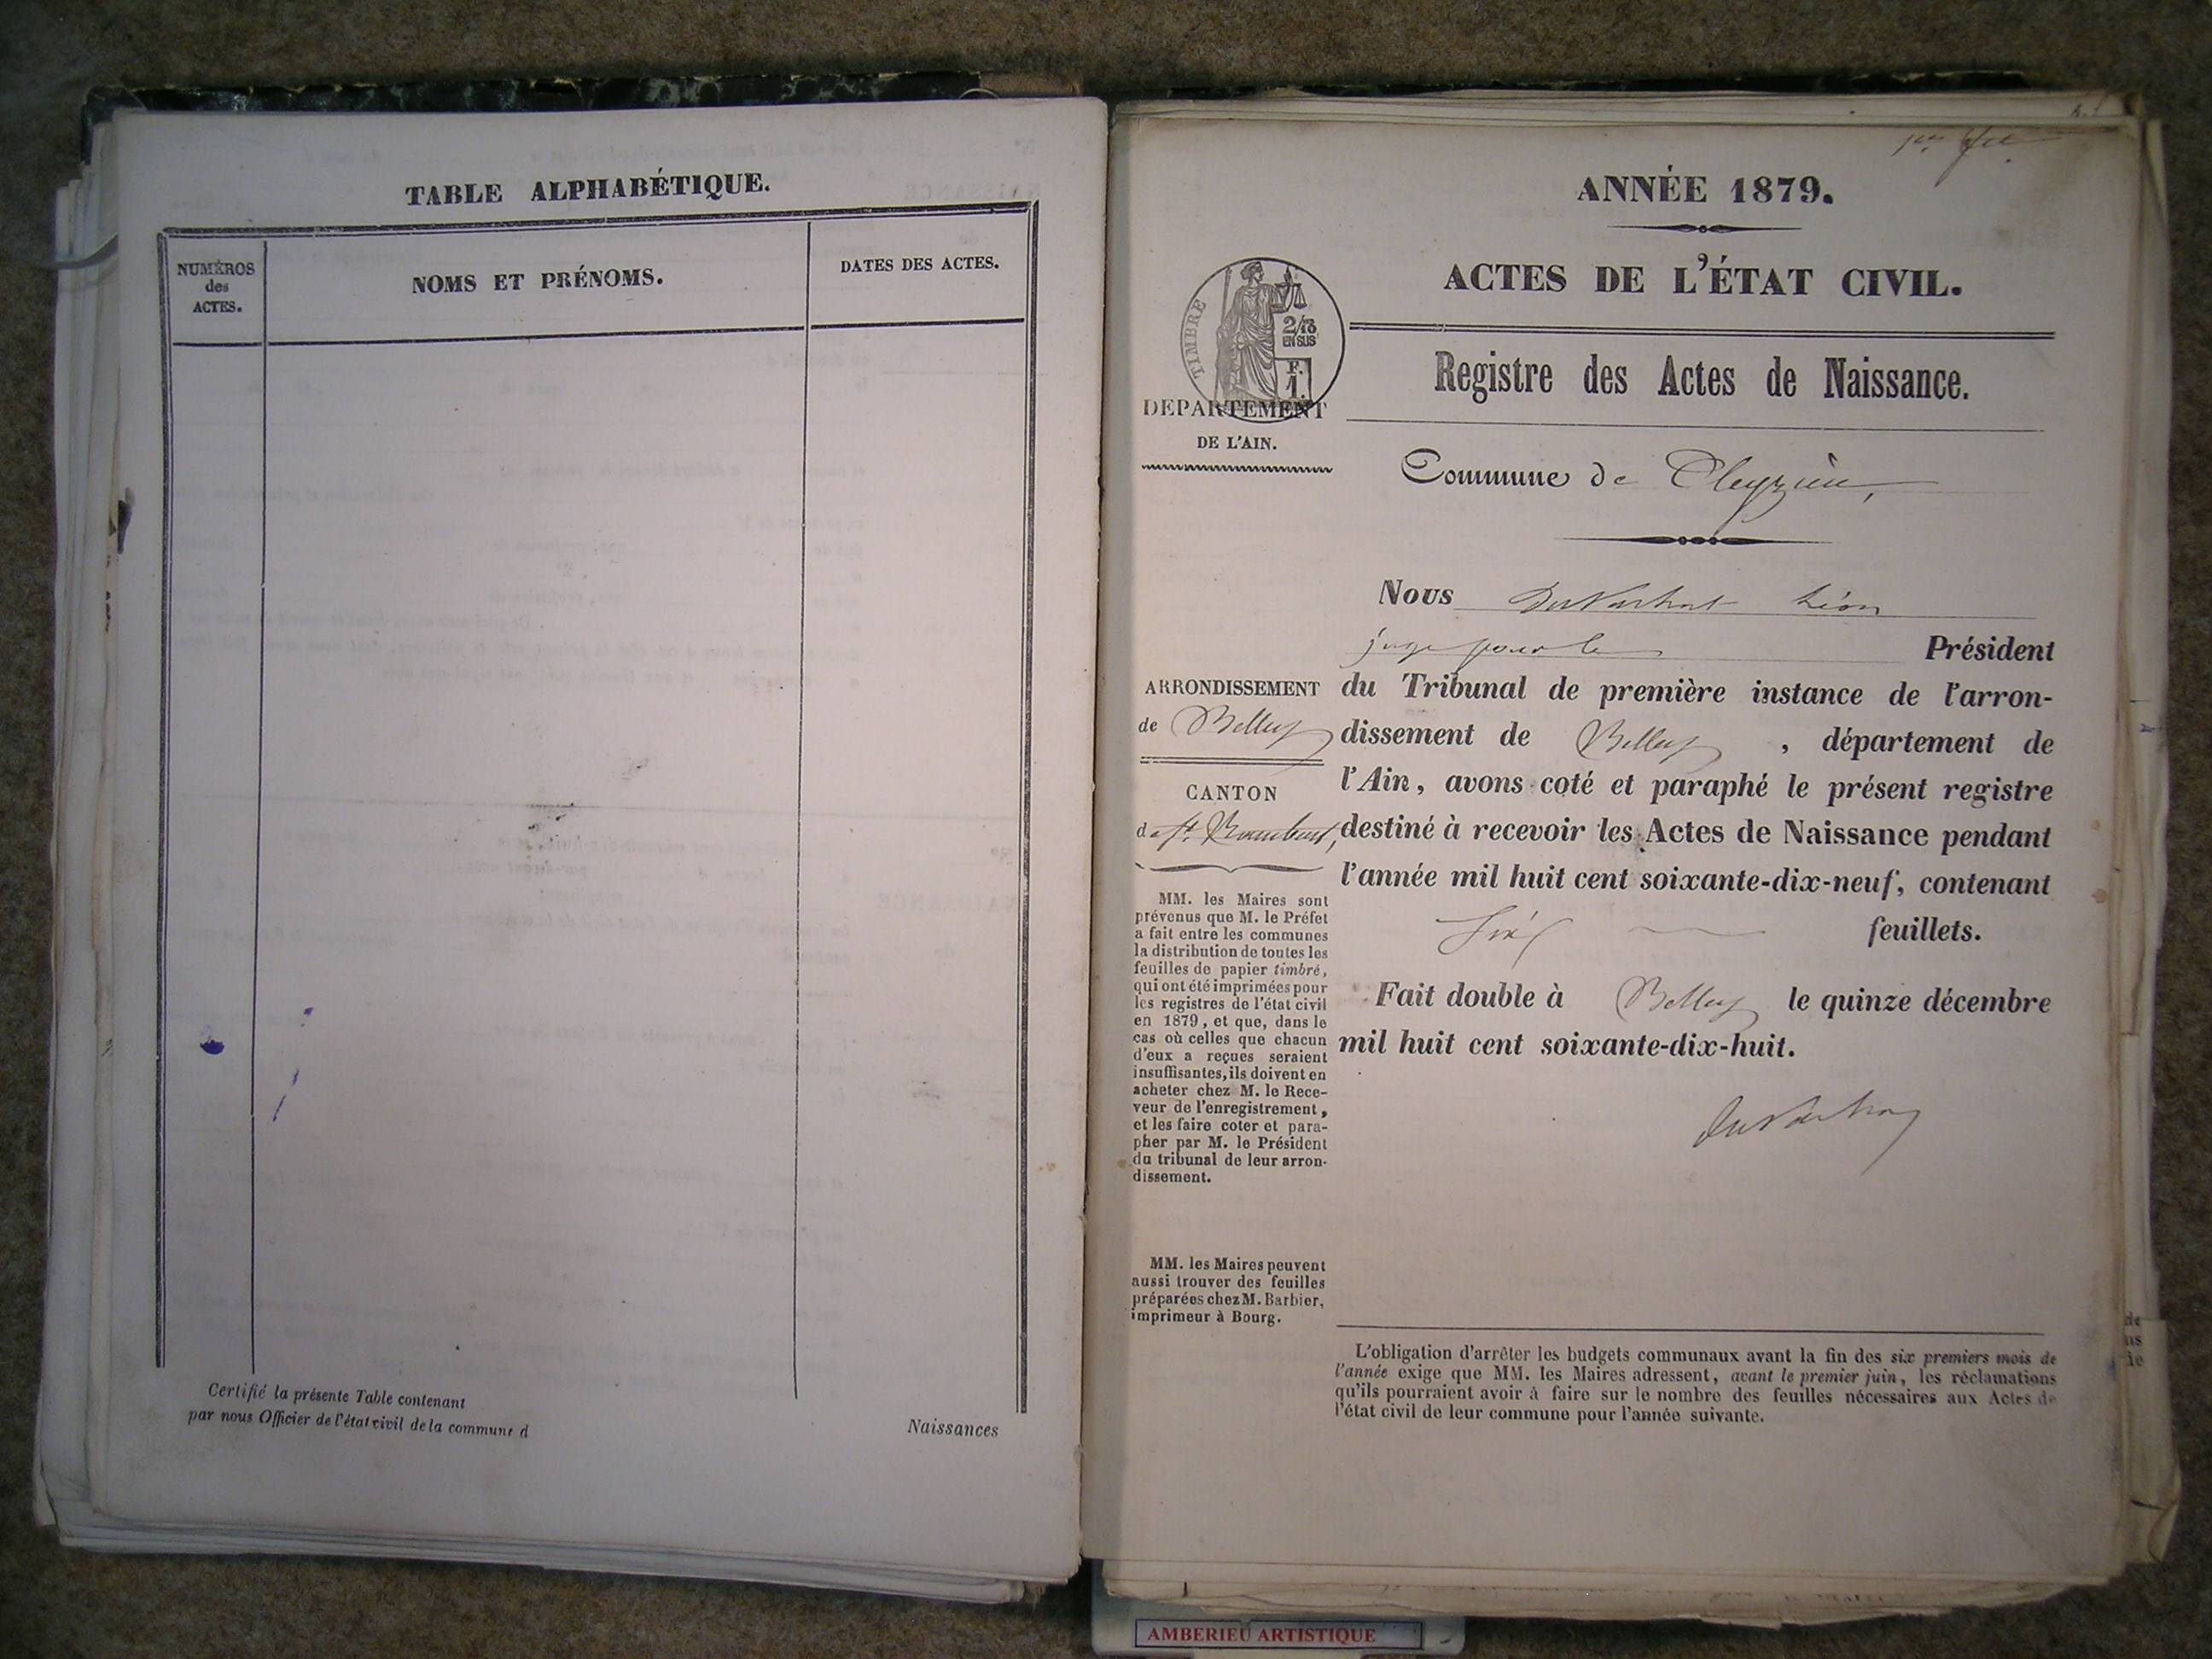 TABLE ALPHABÉTIQUE.
NUMÉROS
des
ACTES.
NOMS ET PRÉNOMS.
DATES DES ACTES.
Certifié la présente Table contenant
par nous Officier de l'état civil de la commune d
Naissances
ANNÉE 1879.
ACTES DE L'ÉTAT CIVIL.
TIMBRE
2/10
EN SUS
F.
1.
DEPARTEMENT
DE L'AIN.
Registre des Actes de Naissance.
Commune de Cleyzieu,
Nous Léon
juge pour le Président
du Tribunal de première instance de l'arron-
dissement de Belley, département de
l'Ain, avons coté et paraphé le présent registre
destiné à recevoir les Actes de Naissance pendant
l'année mil huit cent soixante-dix-neuf, contenant
Six feuillets.
Fait double à Belley le quinze décembre
mil huit cent soixante-dix-huit.
ARRONDISSEMENT
de Belley
CANTON
de St Rambert,
MM. les Maires sont
prévenus que M. le Préfet
a fait entre les communes
la distribution de toutes les
feuilles de papier timbré,
qui ont été imprimées pour
les registres de l'état civil
en 1879, et que, dans le
cas où celles que chacun
d'eux a reçues seraient
insuffisantes, ils doivent en
acheter chez M. le Rece-
veur de l'enregistrement,
et les faire coter et para-
pher par M. le Président
du tribunal de leur arron-
dissement.
MM. les Maires peuvent
aussi trouver des feuilles
préparées chez M. Barbier,
imprimeur à Bourg.
L'obligation d'arrêter les budgets communaux avant la fin des six premiers mois de
l'année exige que MM. les Maires adressent, avant le premier juin, les réclamations
qu'ils pourraient avoir à faire sur le nombre des feuilles nécessaires aux Actes de
l'état civil de leur commune pour l'année suivante.
AMBERIEU ARTISTIQUE